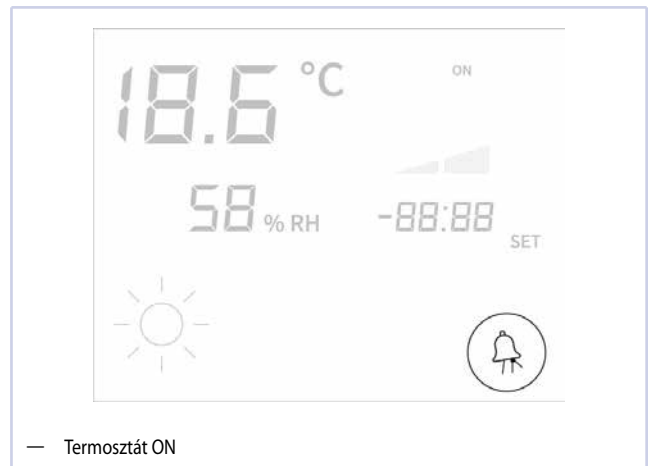 18.6 °C ON
58 % RH -88:88 SET
— Termosztát ON